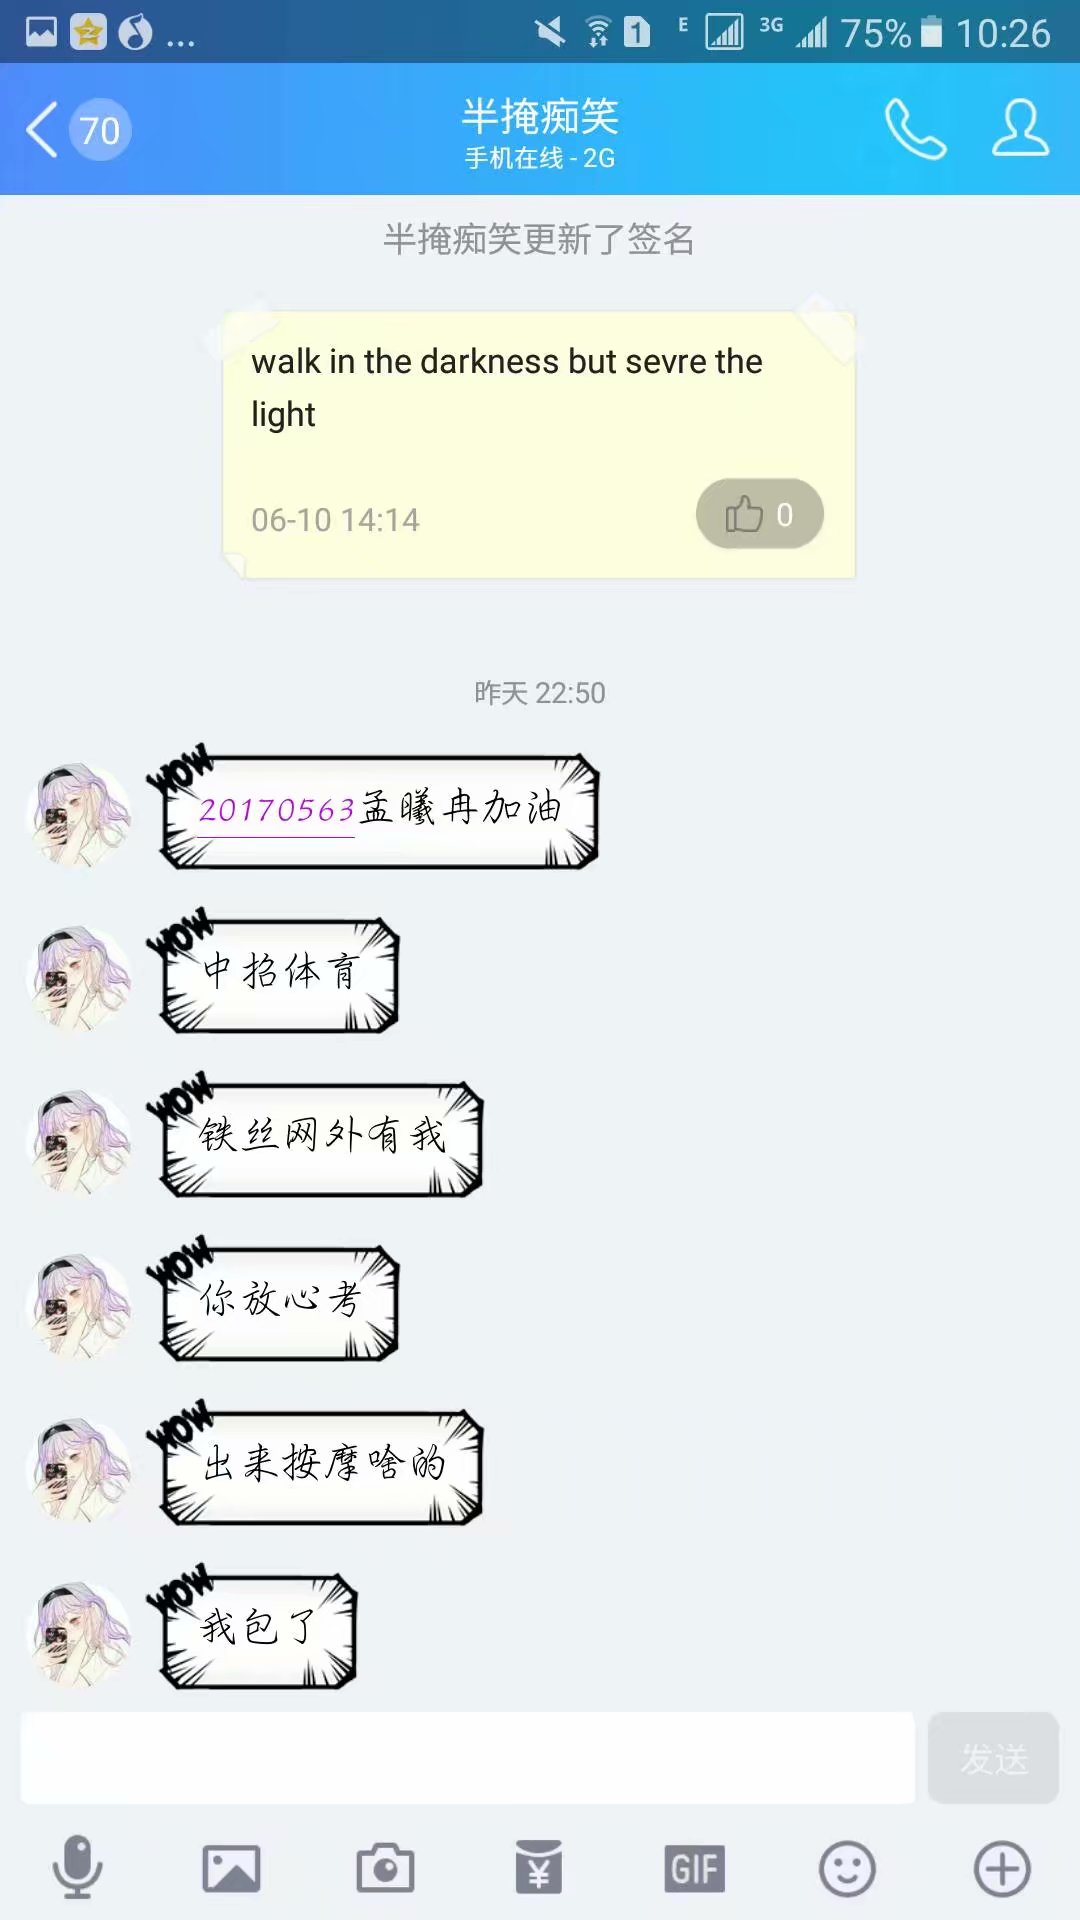 1 E 3G 75% 10:26
70
半掩痴笑
手机在线 - 2G
半掩痴笑更新了签名
walk in the darkness but sevre the
light
06-10 14:14
0
昨天 22:50
WOW
20170563孟曦冉加油
WOW
中招体育
WOW
铁丝网外有我
WOW
你放心考
WOW
出来按摩啥的
WOW
我包了
发送
GIF